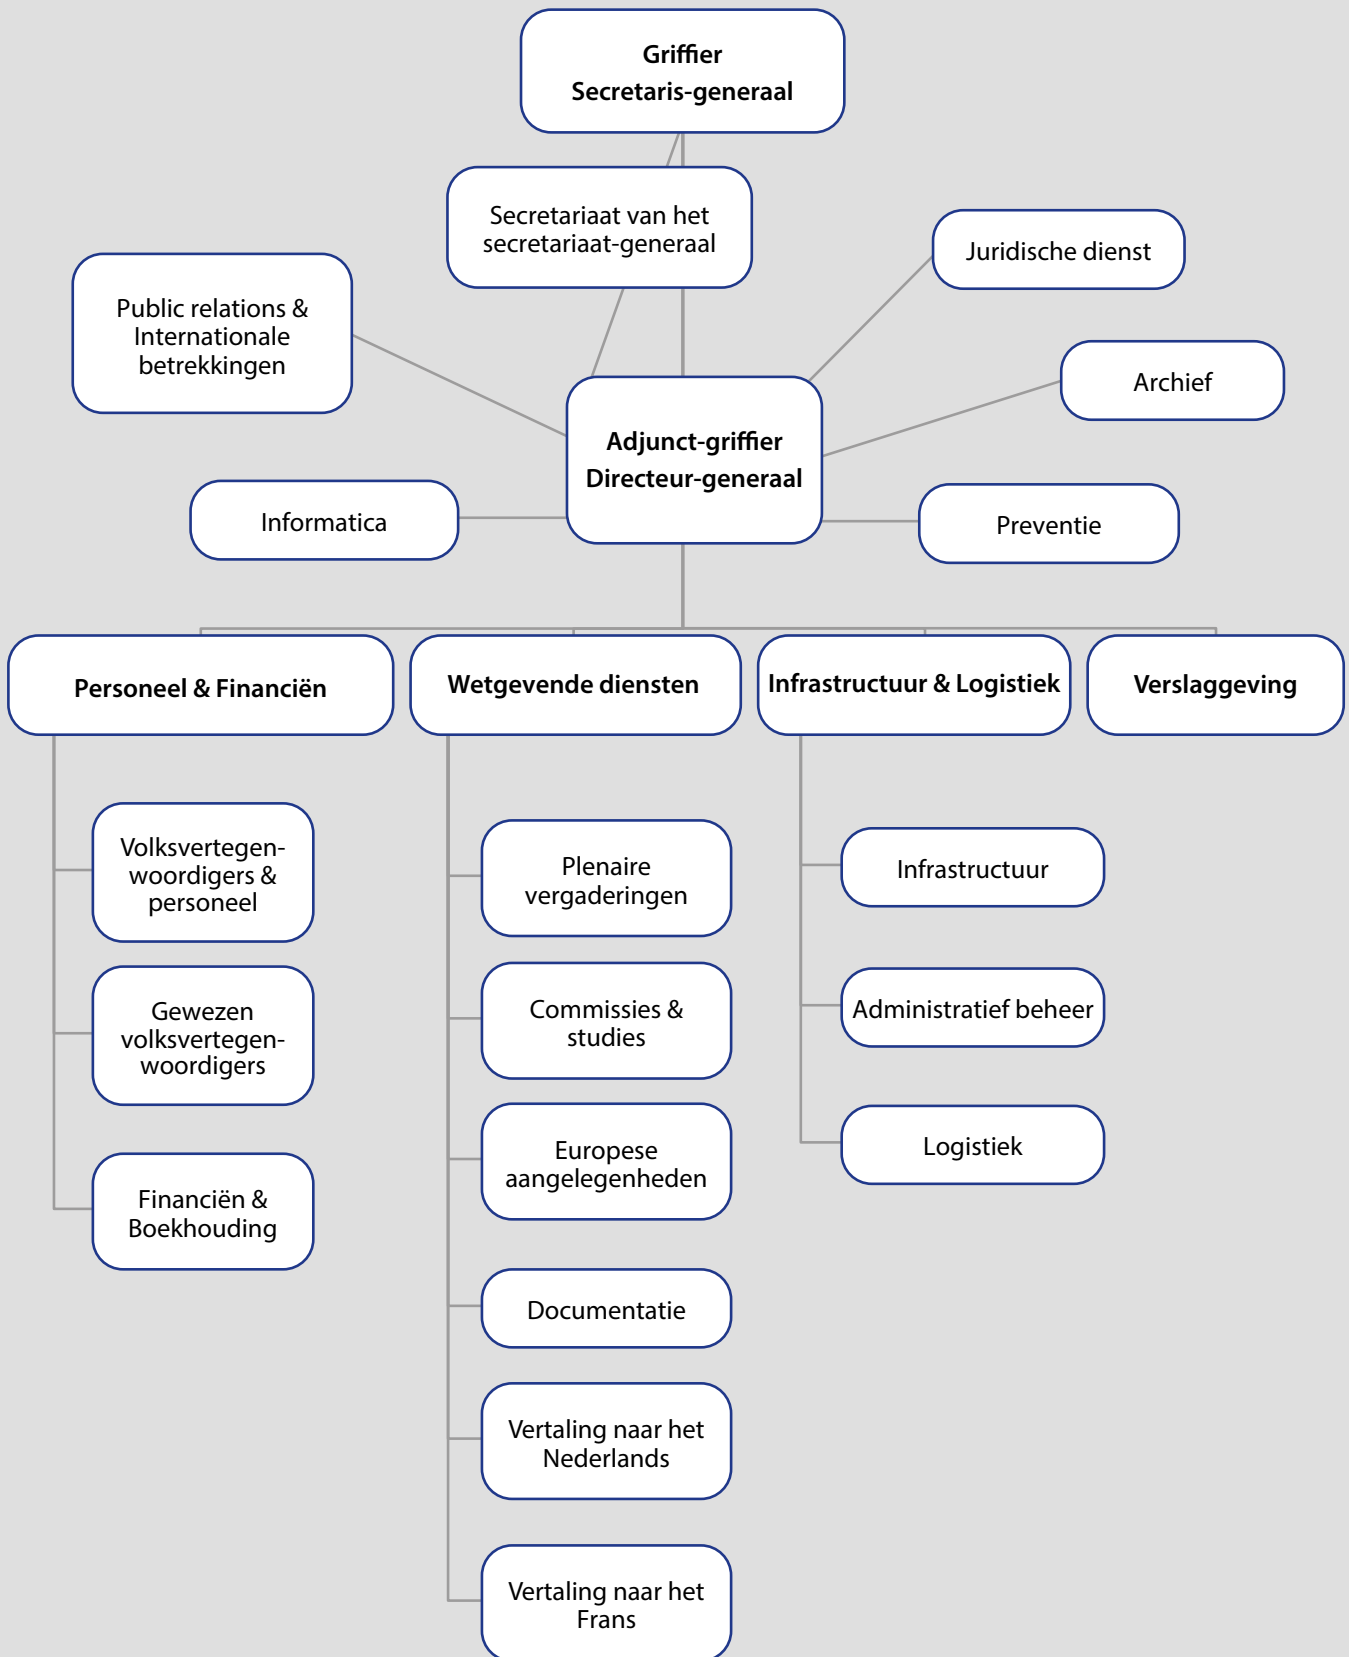 Griffier
Secretaris-generaal
Secretariaat van het
secretariaat-generaal
Juridische dienst
Public relations &
Internationale
betrekkingen
Archief
Adjunct-griffier
Directeur-generaal
Informatica
Preventie
Personeel & Financiën
Wetgevende diensten
Infrastructuur & Logistiek
Verslaggeving
Volksvertegen-
woordigers &
personeel
Gewezen
volksvertegen-
woordigers
Financiën &
Boekhouding
Plenaire
vergaderingen
Commissies &
studies
Europese
aangelegenheden
Documentatie
Vertaling naar het
Nederlands
Vertaling naar het
Frans
Infrastructuur
Administratief beheer
Logistiek